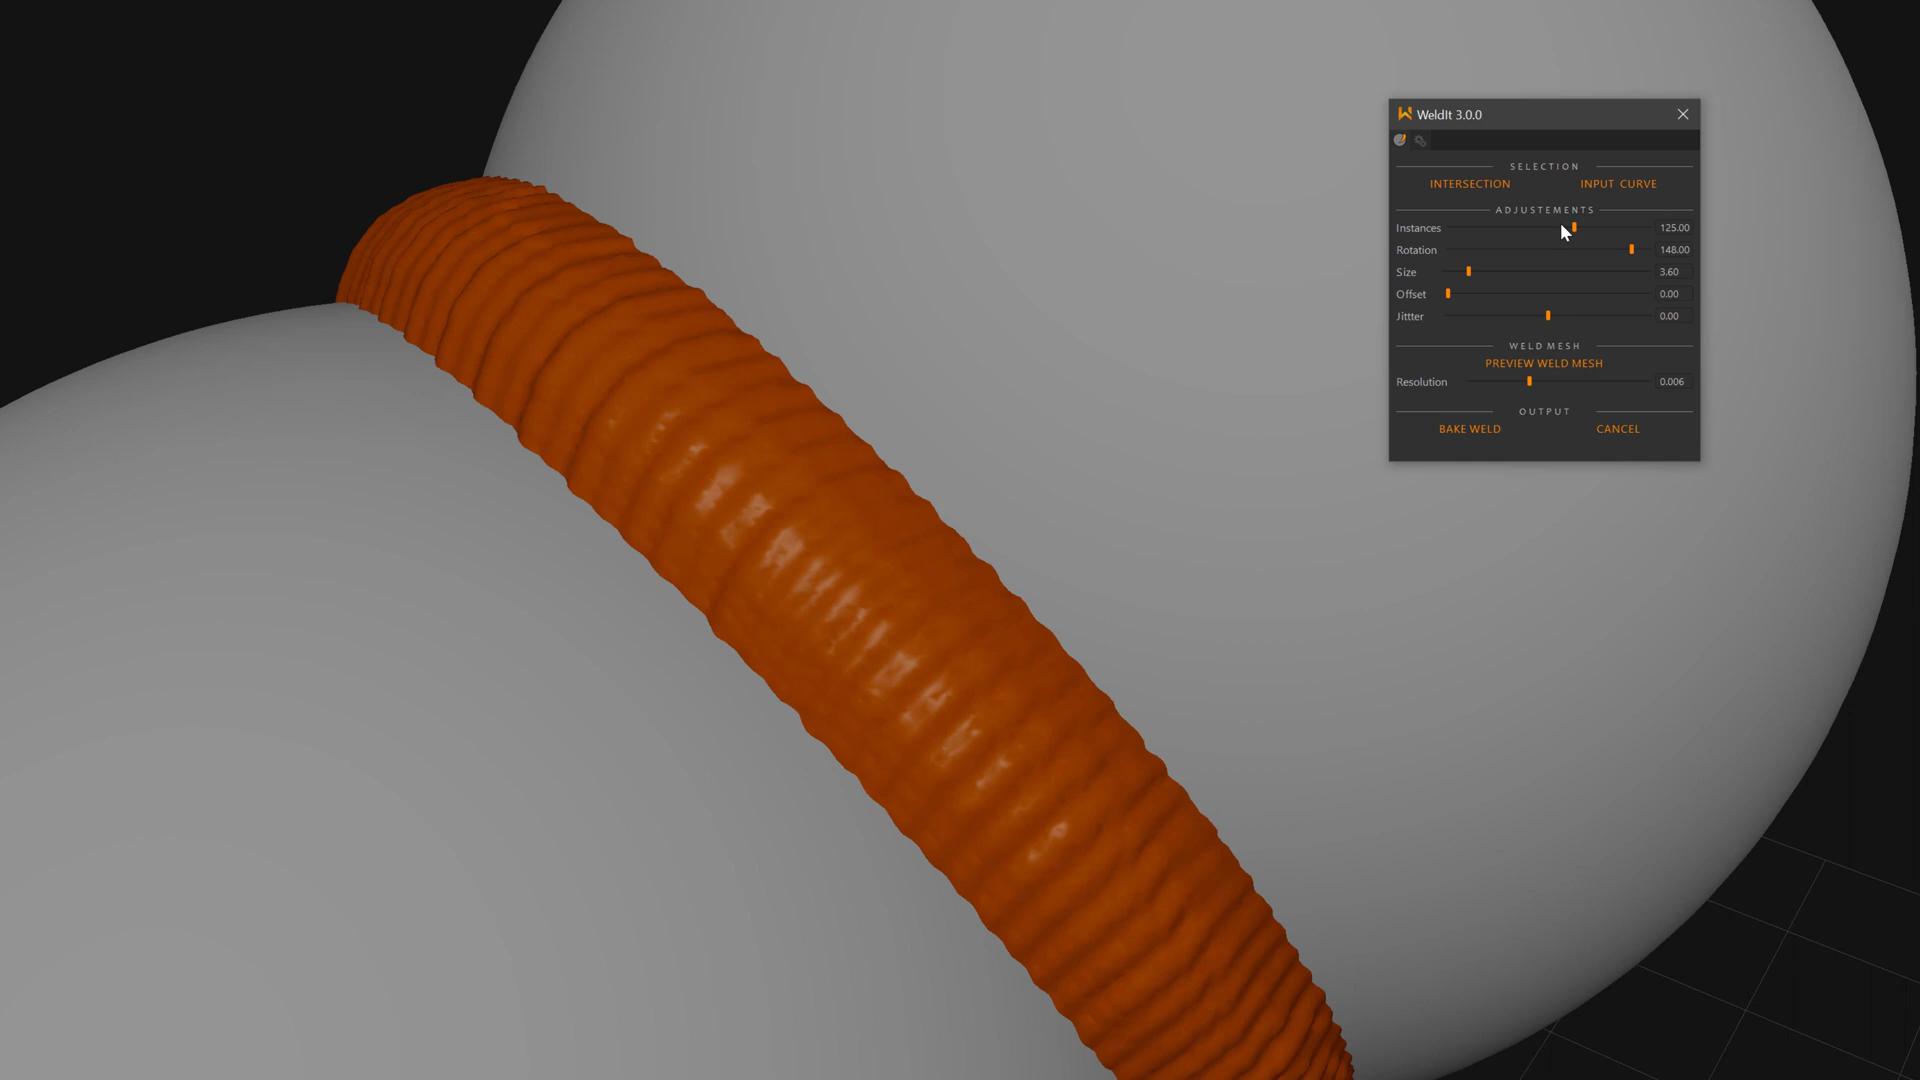 WeldIt 3.0.0
SELECTION
INTERSECTION INPUT CURVE
ADJUSTEMENTS
Instances 125.00
Rotation 148.00
Size 3.60
Offset 0.00
Jittter 0.00
WELD MESH
PREVIEW WELD MESH
Resolution 0.006
OUTPUT
BAKE WELD CANCEL